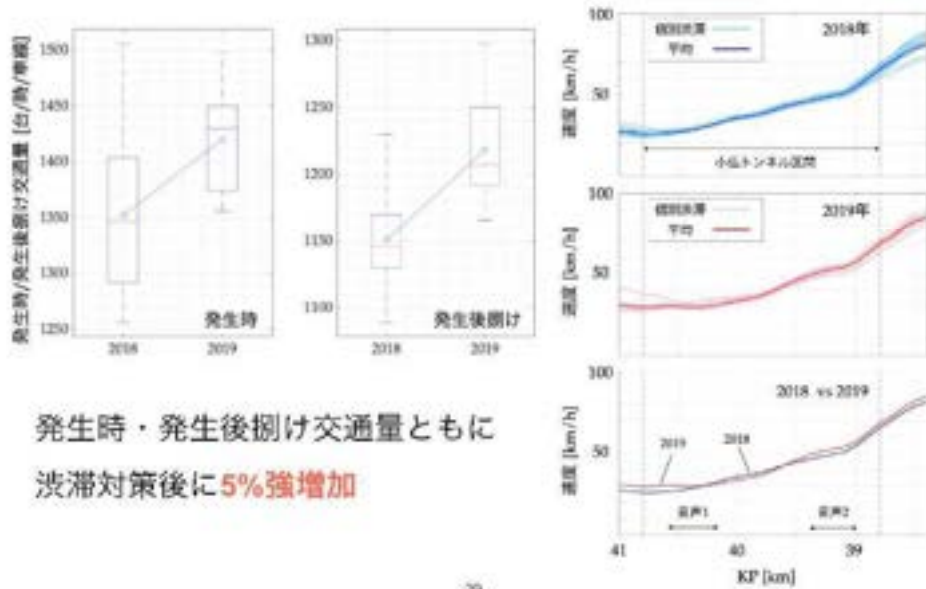 発生時/発生後捌け交通量 [台/時/車線]
1500
1450
1400
1350
1300
1250
発生時
2018
2019
1300
1250
1200
1150
1100
発生後捌け
2018
2019
発生時・発生後捌け交通量ともに
渋滞対策後に5%強増加
100
50
速度 [km/h]
個別渋滞
平均
2018年
小仏トンネル区間
100
50
速度 [km/h]
個別渋滞
平均
2019年
100
50
速度 [km/h]
2018 vs 2019
2019
2018
音声1
音声2
41
40
39
KP [km]